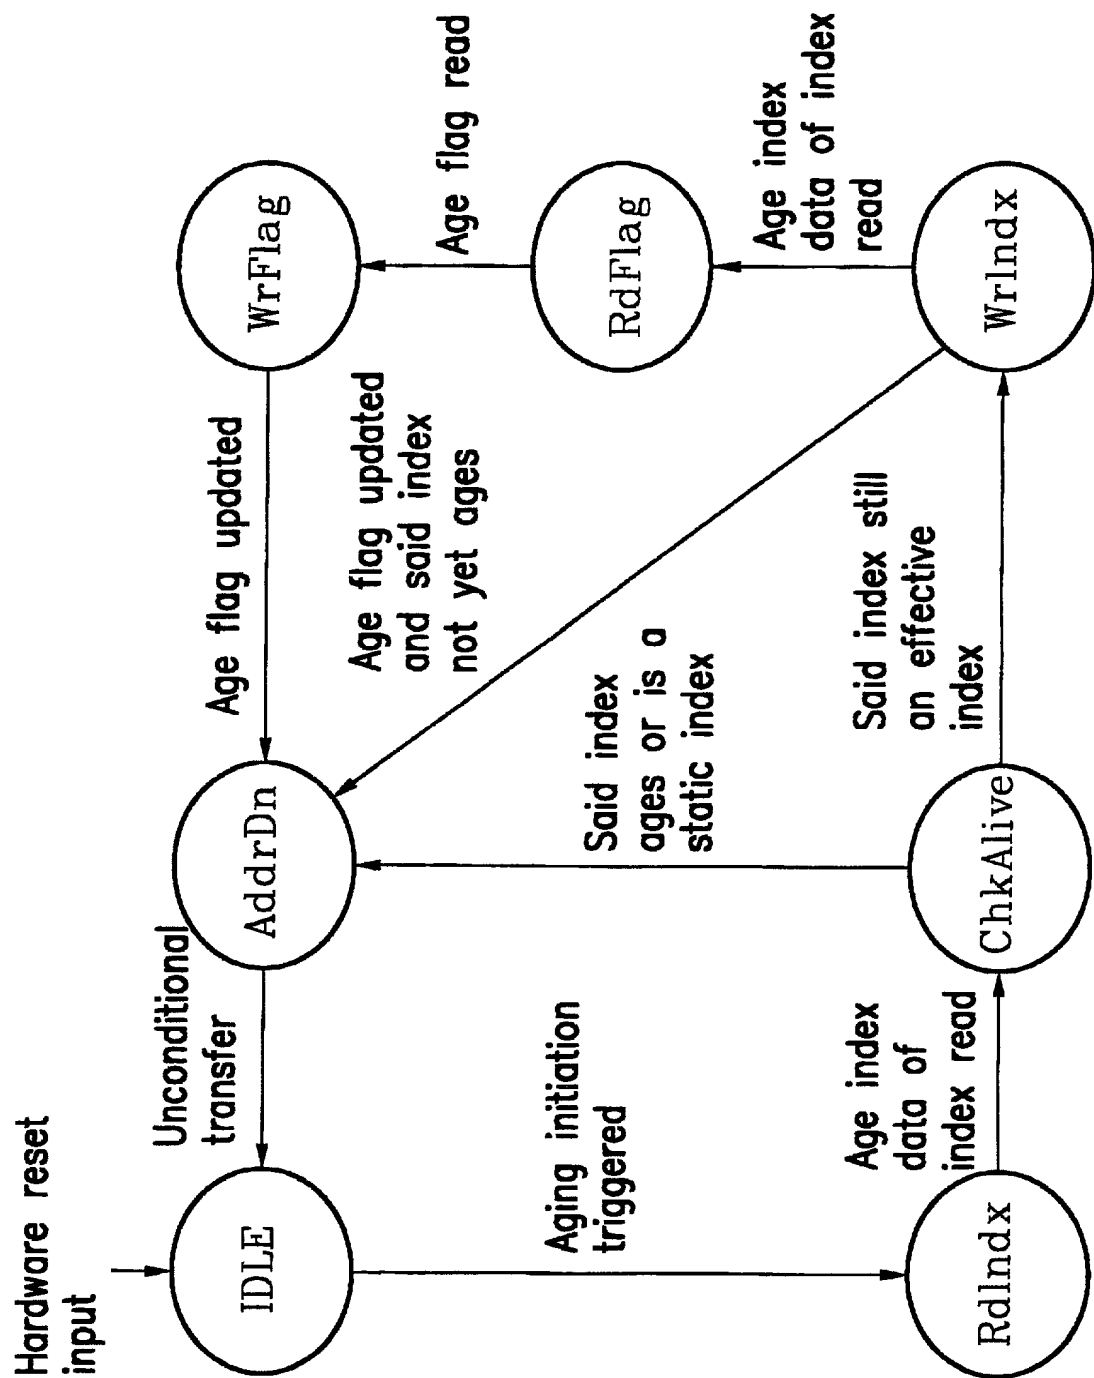 Hardware reset
input
IDLE
Unconditional
transfer
AddrDn
Age flag updated
WrFlag
Age flag read
Age flag updated
and said index
not yet ages
RdFlag
Aging initiation
triggered
Said index
ages or is a
static index
Age index
data of index
read
RdIndx
Age index
data of
index read
ChkAlive
Said index still
an effective
index
WrIndx